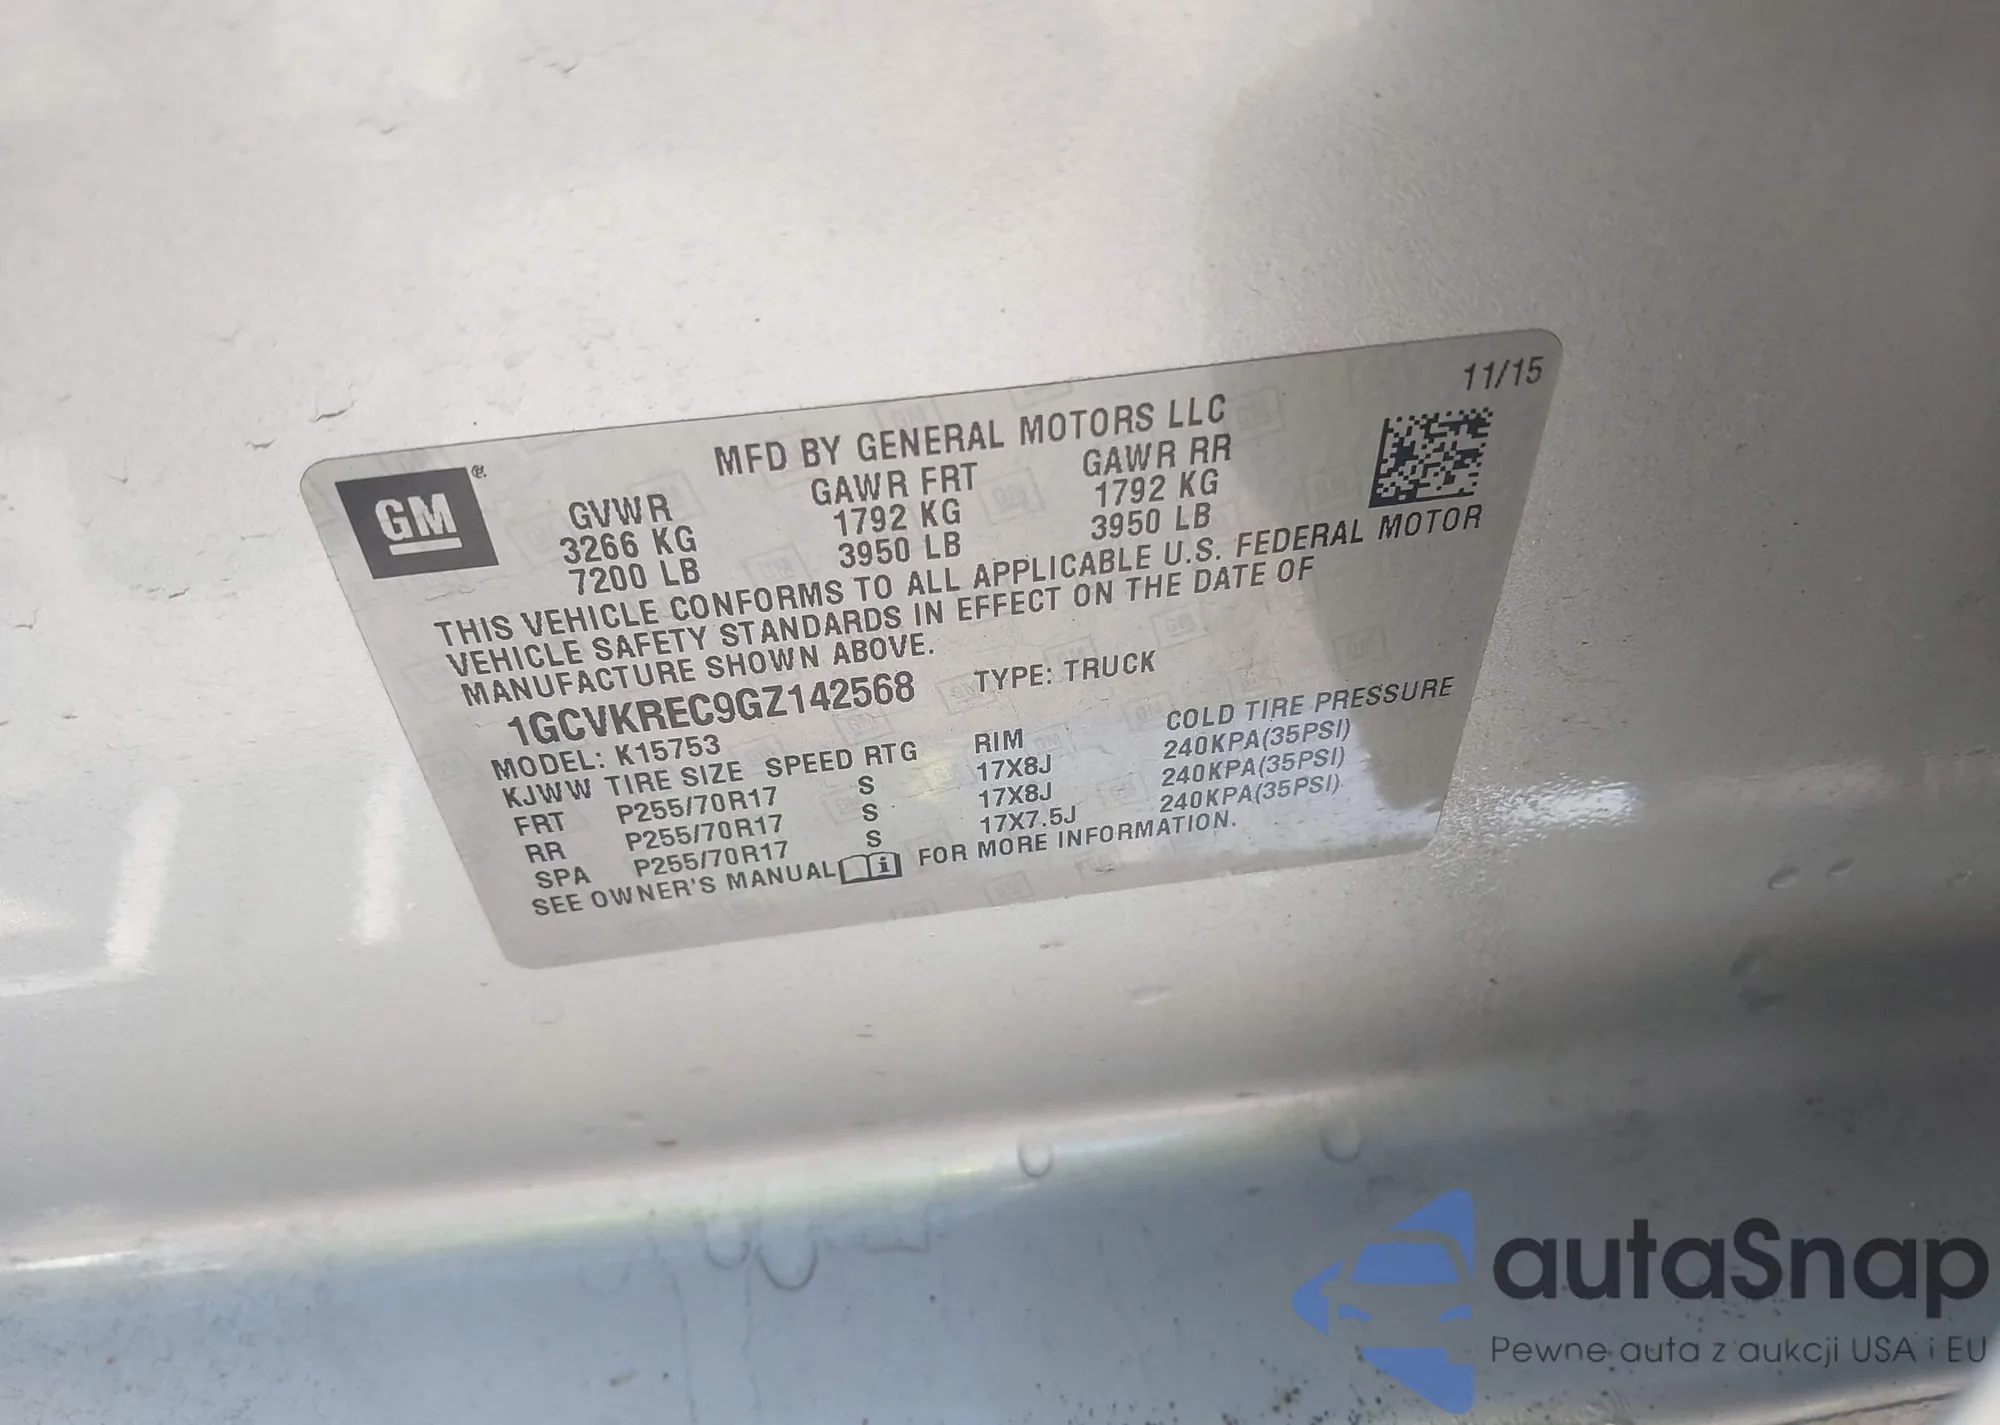 11/15
MFD BY GENERAL MOTORS LLC
GM ®
GVWR GAWR FRT GAWR RR
3266 KG 1792 KG 1792 KG
7200 LB 3950 LB 3950 LB
THIS VEHICLE CONFORMS TO ALL APPLICABLE U.S. FEDERAL MOTOR
VEHICLE SAFETY STANDARDS IN EFFECT ON THE DATE OF
MANUFACTURE SHOWN ABOVE.
1GCVKREC9GZ142568 TYPE: TRUCK
MODEL: K15753
KJWW TIRE SIZE SPEED RTG RIM COLD TIRE PRESSURE
FRT P255/70R17 S 17X8J 240KPA(35PSI)
RR P255/70R17 S 17X8J 240KPA(35PSI)
SPA P255/70R17 S 17X7.5J 240KPA(35PSI)
SEE OWNER'S MANUAL i FOR MORE INFORMATION.
autaSnap
Pewne auta z aukcji USA i EU